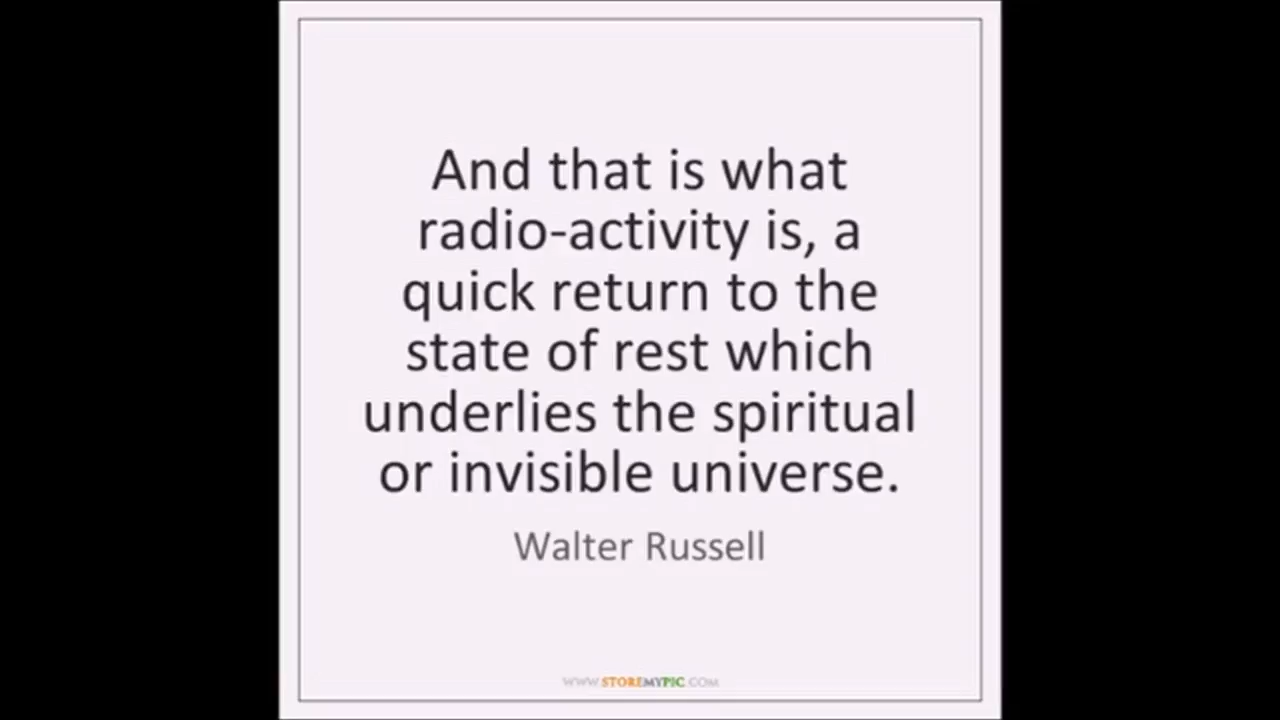 And that is what
radio-activity is, a
quick return to the
state of rest which
underlies the spiritual
or invisible universe.
Walter Russell
WWW.STOREMYPIC.COM